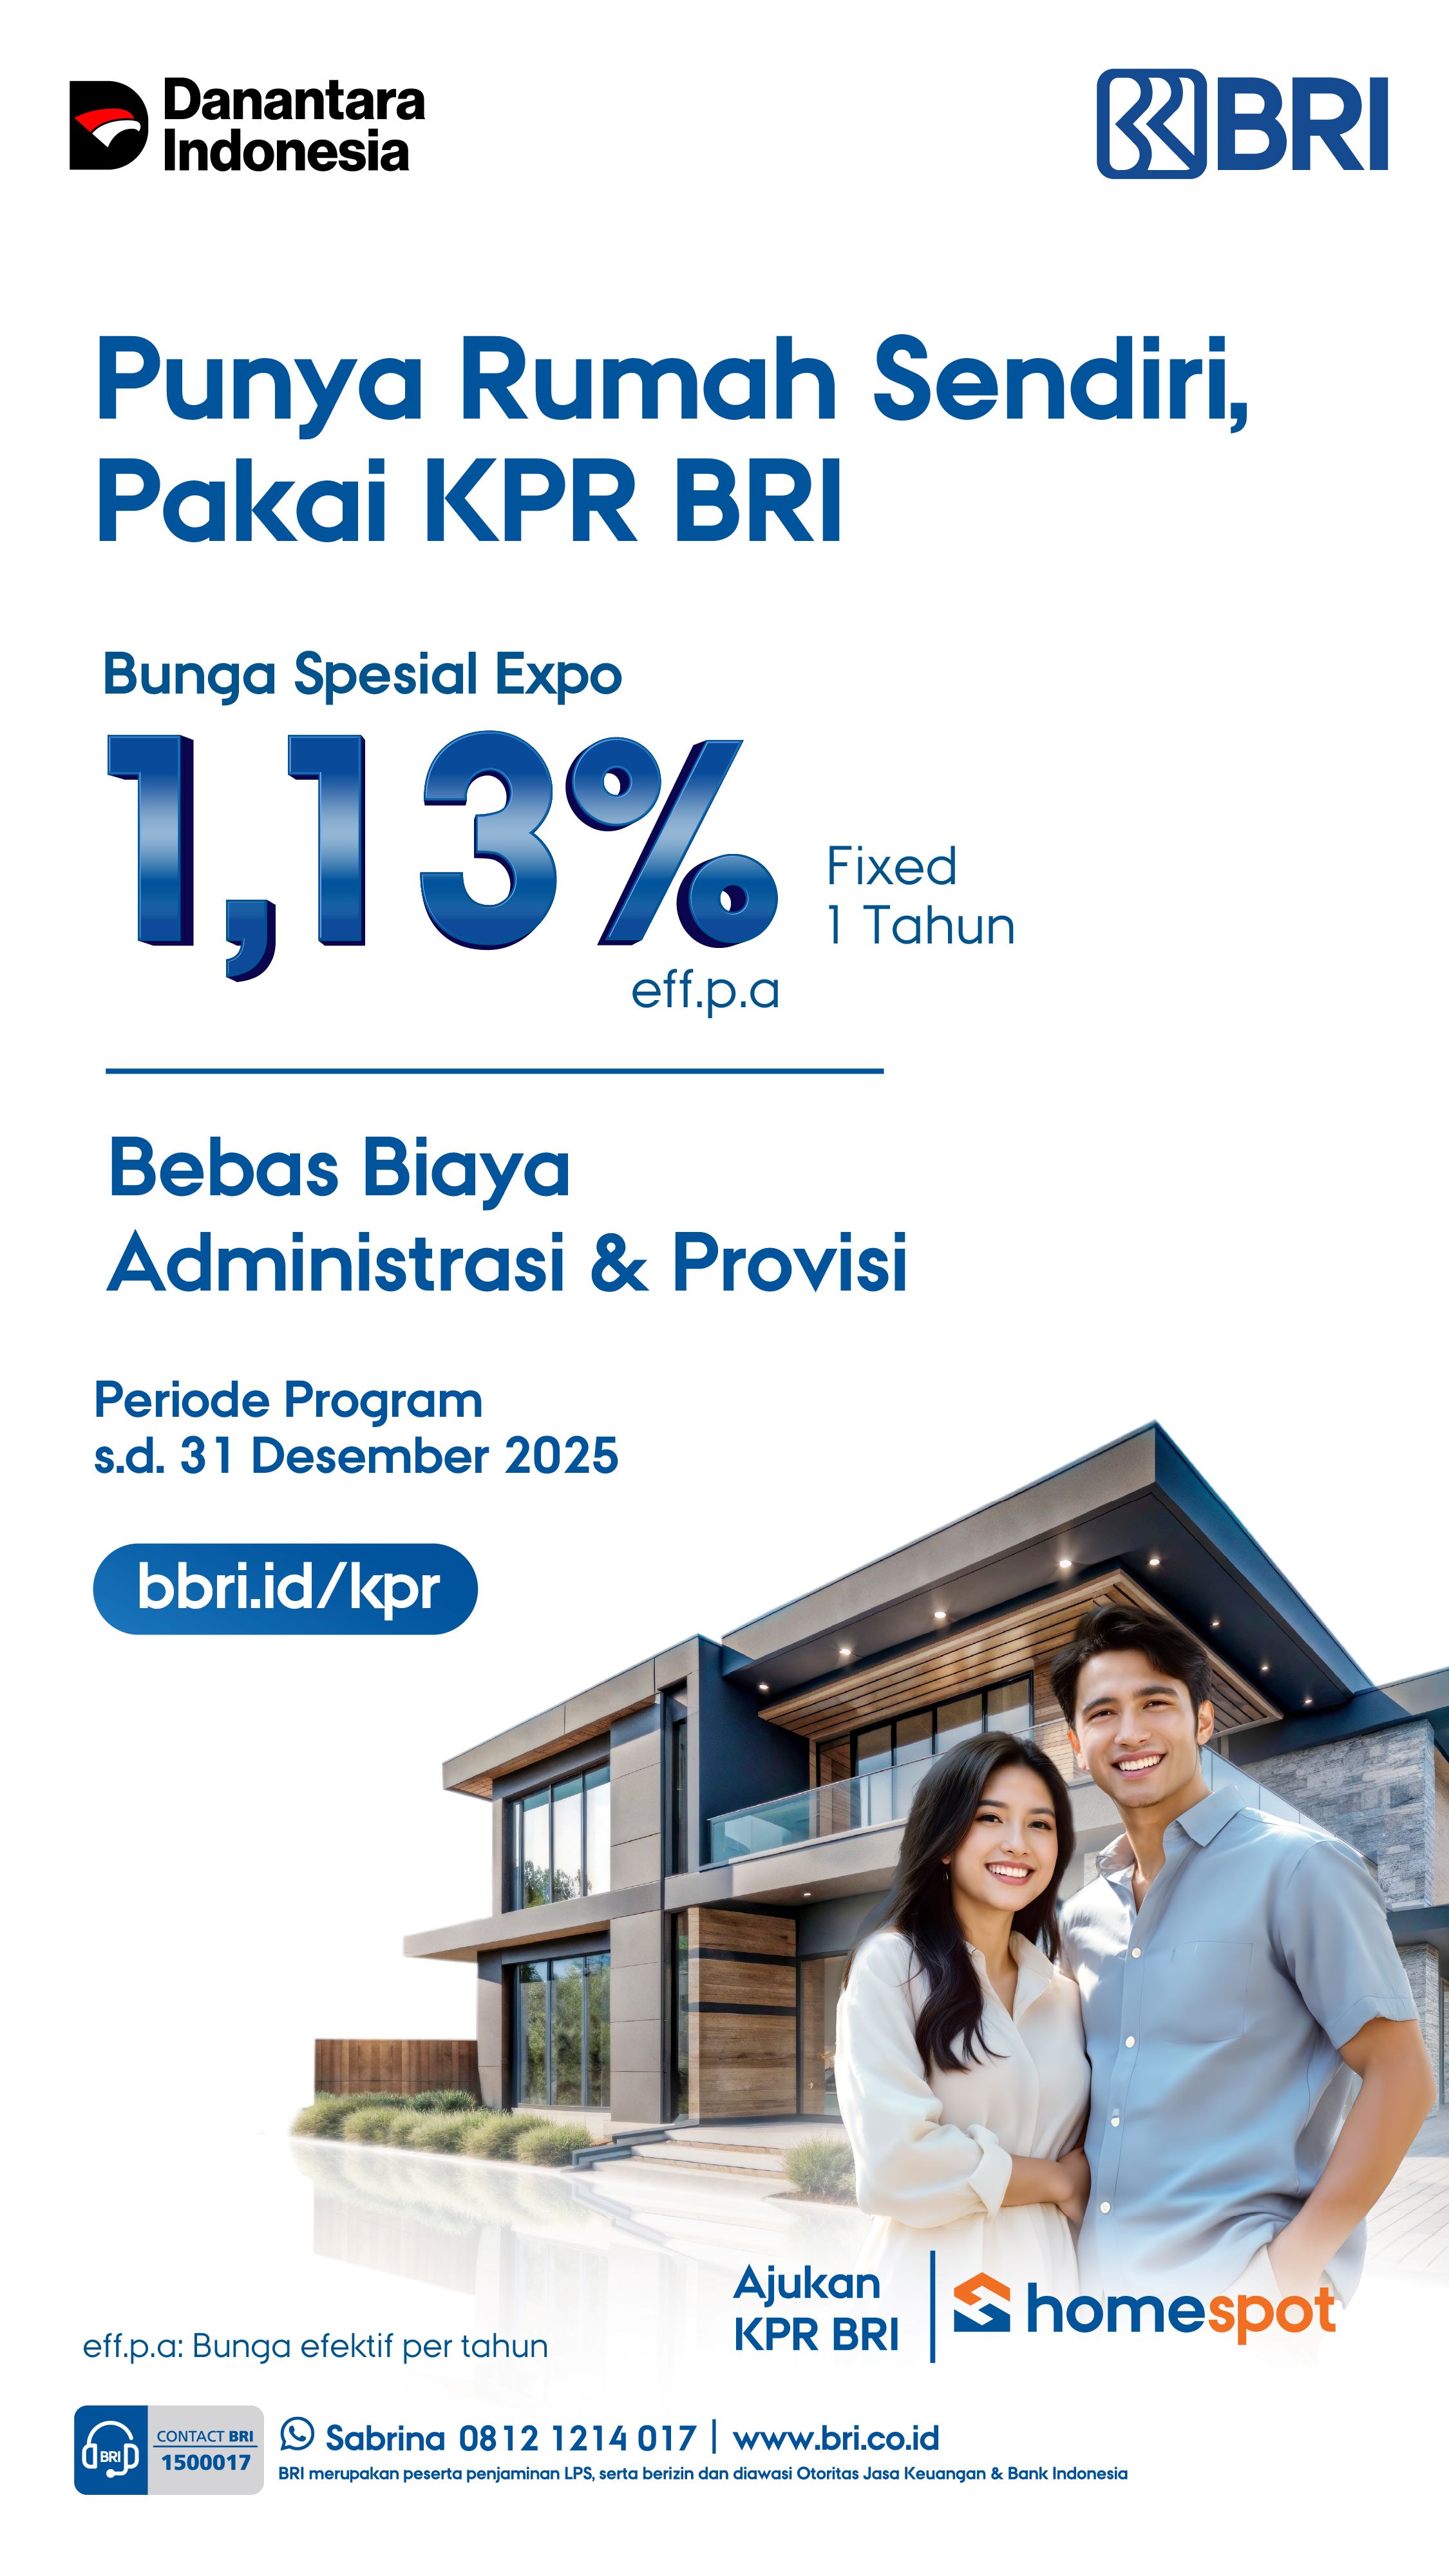 Danantara
Indonesia
BRI
Punya Rumah Sendiri,
Pakai KPR BRI
Bunga Spesial Expo
1,13%
Fixed
1 Tahun
eff.p.a
Bebas Biaya
Administrasi & Provisi
Periode Program
s.d. 31 Desember 2025
bbri.id/kpr
Ajukan
KPR BRI
homespot
eff.p.a: Bunga efektif per tahun
BRI
CONTACT BRI
1500017
Sabrina 0812 1214 017 | www.bri.co.id
BRI merupakan peserta penjaminan LPS, serta berizin dan diawasi Otoritas Jasa Keuangan & Bank Indonesia